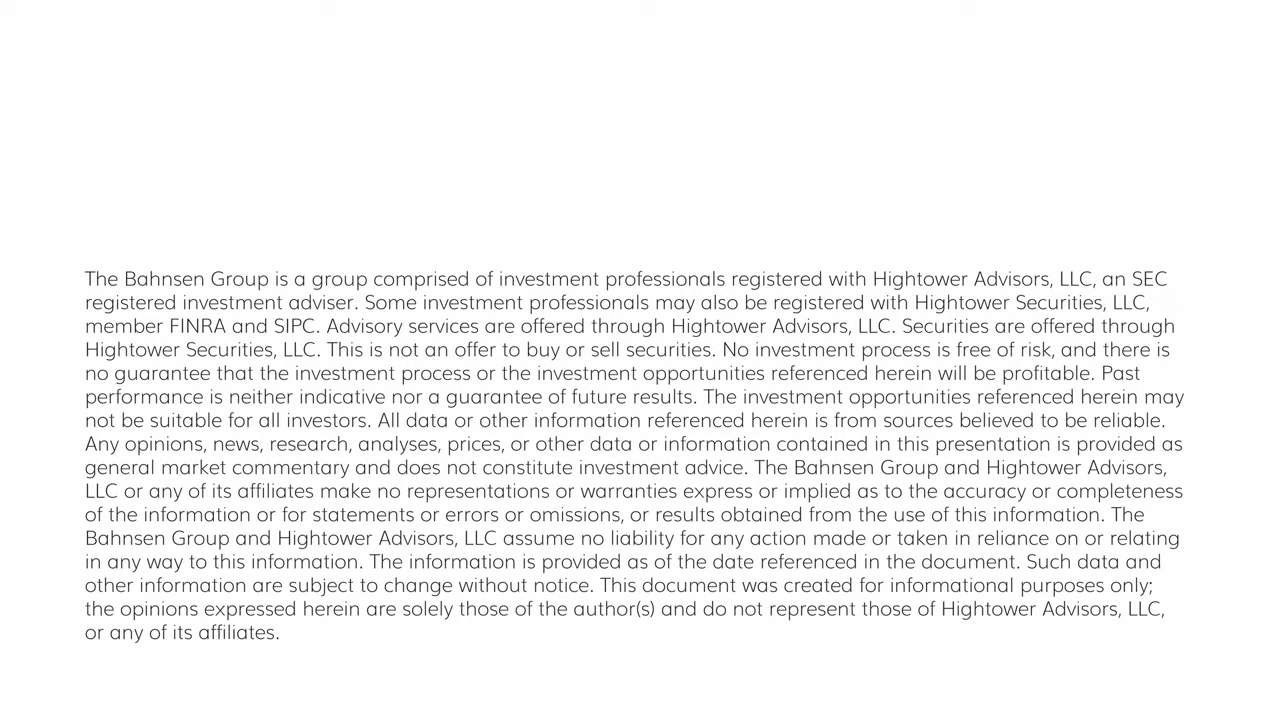 The Bahnsen Group is a group comprised of investment professionals registered with Hightower Advisors, LLC, an SEC
registered investment adviser. Some investment professionals may also be registered with Hightower Securities, LLC,
member FINRA and SIPC. Advisory services are offered through Hightower Advisors, LLC. Securities are offered through
Hightower Securities, LLC. This is not an offer to buy or sell securities. No investment process is free of risk, and there is
no guarantee that the investment process or the investment opportunities referenced herein will be profitable. Past
performance is neither indicative nor a guarantee of future results. The investment opportunities referenced herein may
not be suitable for all investors. All data or other information referenced herein is from sources believed to be reliable.
Any opinions, news, research, analyses, prices, or other data or information contained in this presentation is provided as
general market commentary and does not constitute investment advice. The Bahnsen Group and Hightower Advisors,
LLC or any of its affiliates make no representations or warranties express or implied as to the accuracy or completeness
of the information or for statements or errors or omissions, or results obtained from the use of this information. The
Bahnsen Group and Hightower Advisors, LLC assume no liability for any action made or taken in reliance on or relating
in any way to this information. The information is provided as of the date referenced in the document. Such data and
other information are subject to change without notice. This document was created for informational purposes only;
the opinions expressed herein are solely those of the author(s) and do not represent those of Hightower Advisors, LLC,
or any of its affiliates.